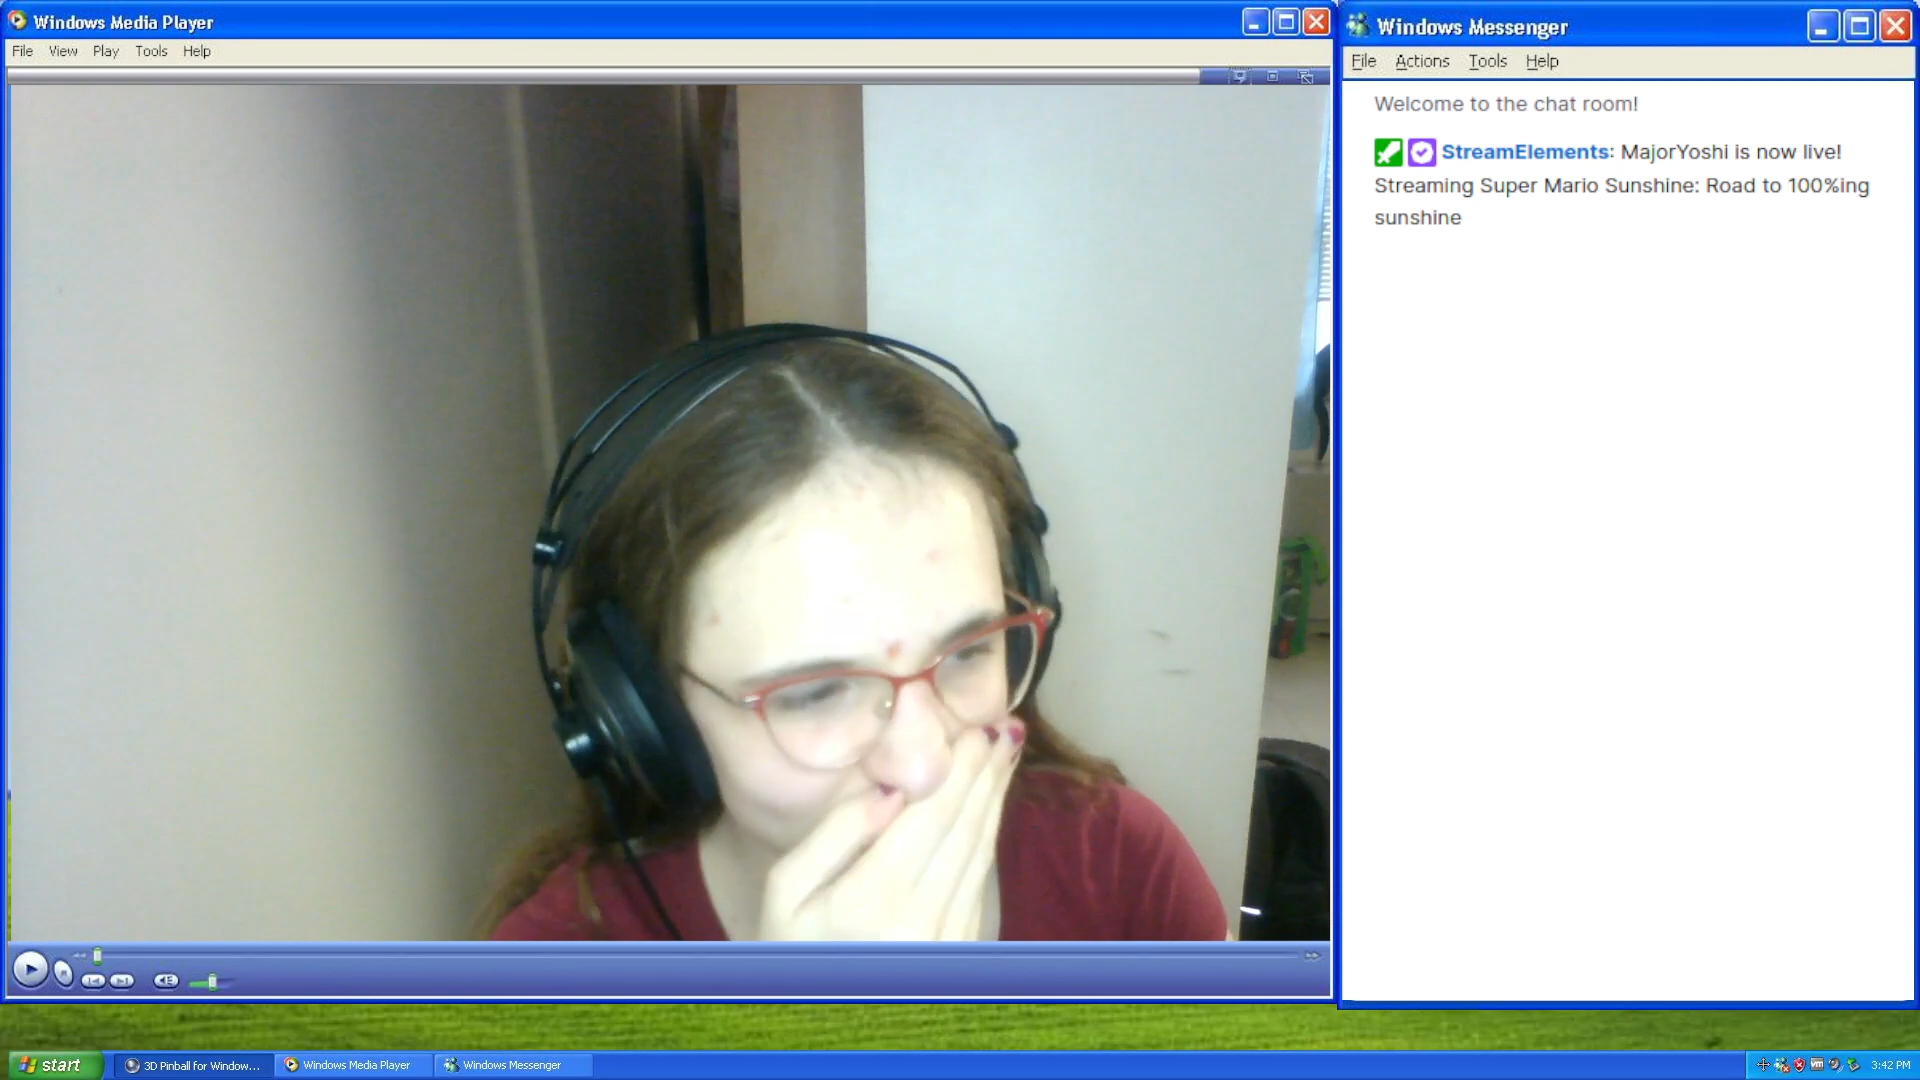 Windows Media Player
File View Play Tools Help
Windows Messenger
File Actions Tools Help
Welcome to the chat room!
StreamElements: MajorYoshi is now live!
Streaming Super Mario Sunshine: Road to 100%ing
sunshine
start
3D Pinball for Window...
Windows Media Player
Windows Messenger
3:42 PM